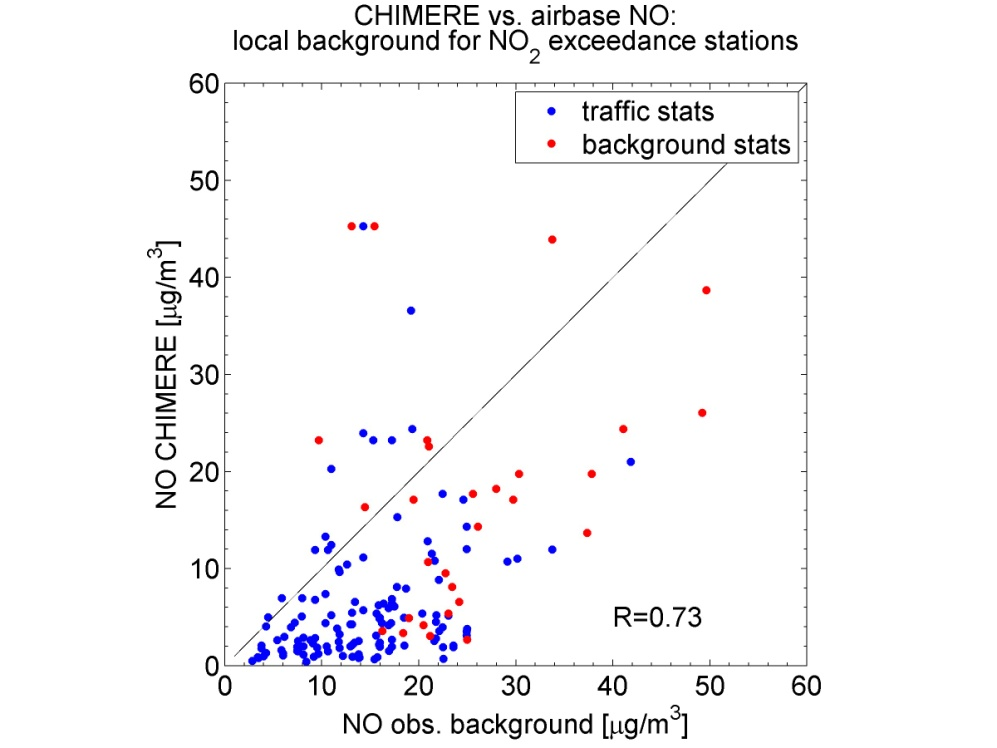 CHIMERE vs. airbase NO:
local background for NO2 exceedance stations
60
50
40
30
20
10
0
NO CHIMERE [μg/m3]
traffic stats
background stats
R=0.73
0 10 20 30 40 50 60
NO obs. background [μg/m3]